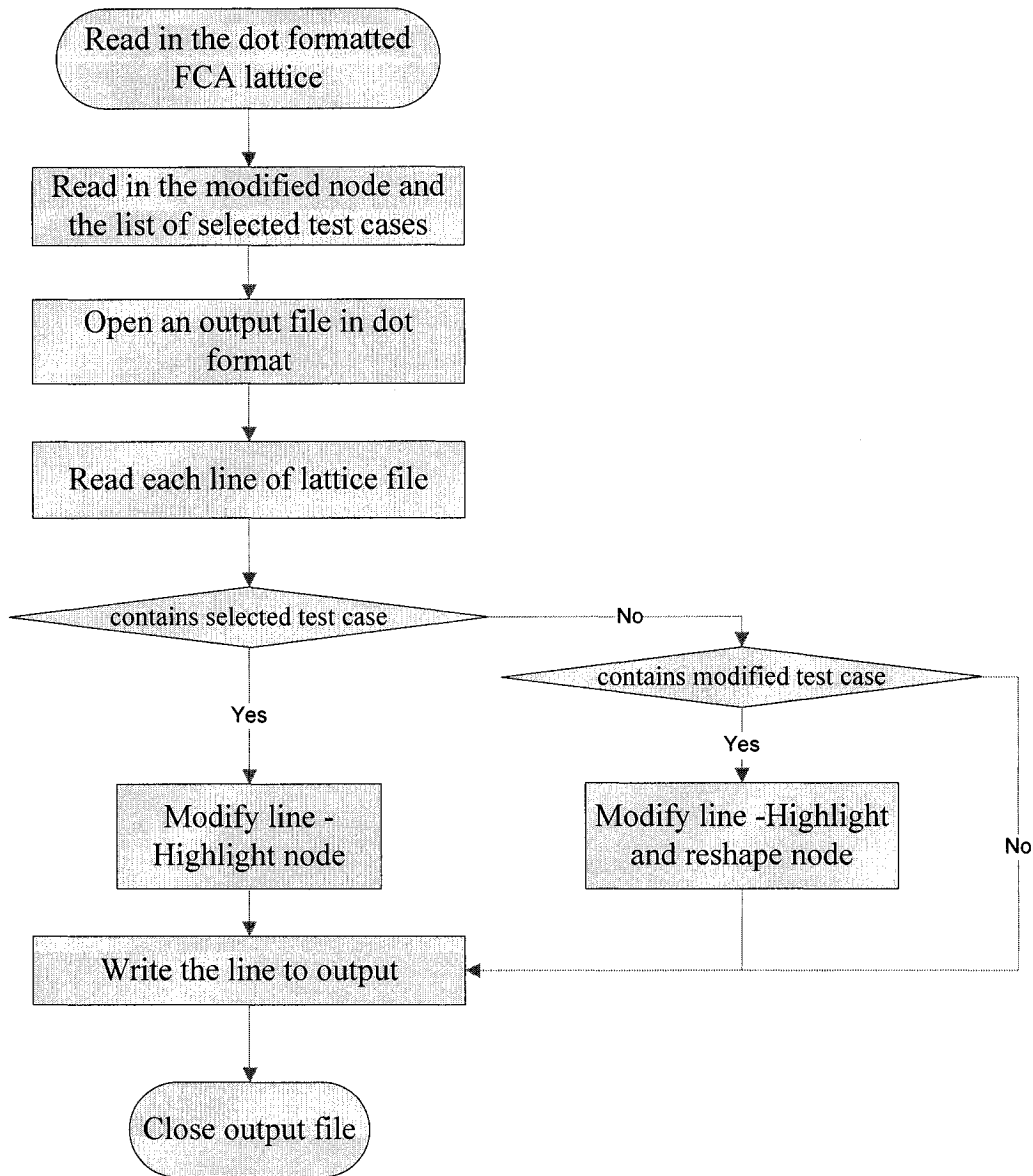 Read in the dot formatted
FCA lattice
Read in the modified node and
the list of selected test cases
Open an output file in dot
format
Read each line of lattice file
contains selected test case
No
contains modified test case
Yes
Yes
Modify line -
Highlight node
Modify line -Highlight
and reshape node
No
Write the line to output
Close output file